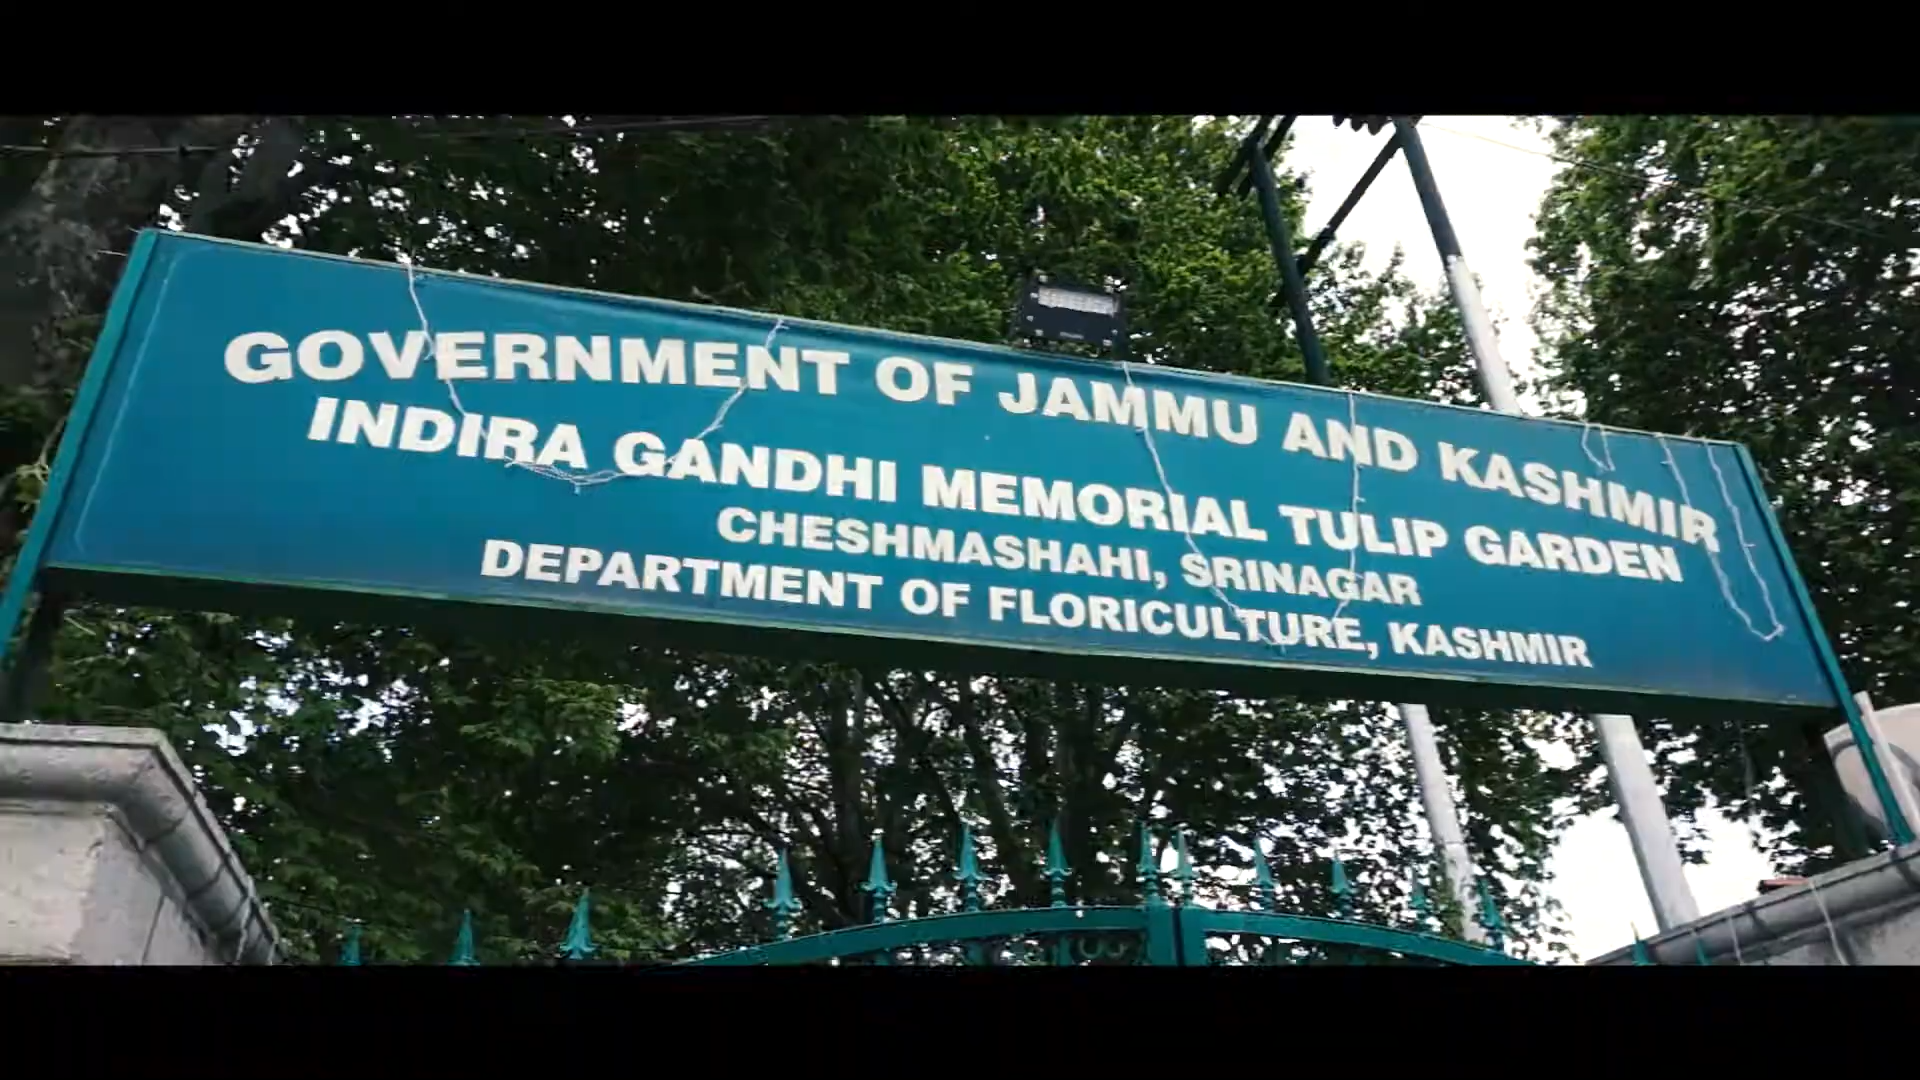 GOVERNMENT OF JAMMU AND KASHMIR
INDIRA GANDHI MEMORIAL TULIP GARDEN
CHESHMASHAHI, SRINAGAR
DEPARTMENT OF FLORICULTURE, KASHMIR